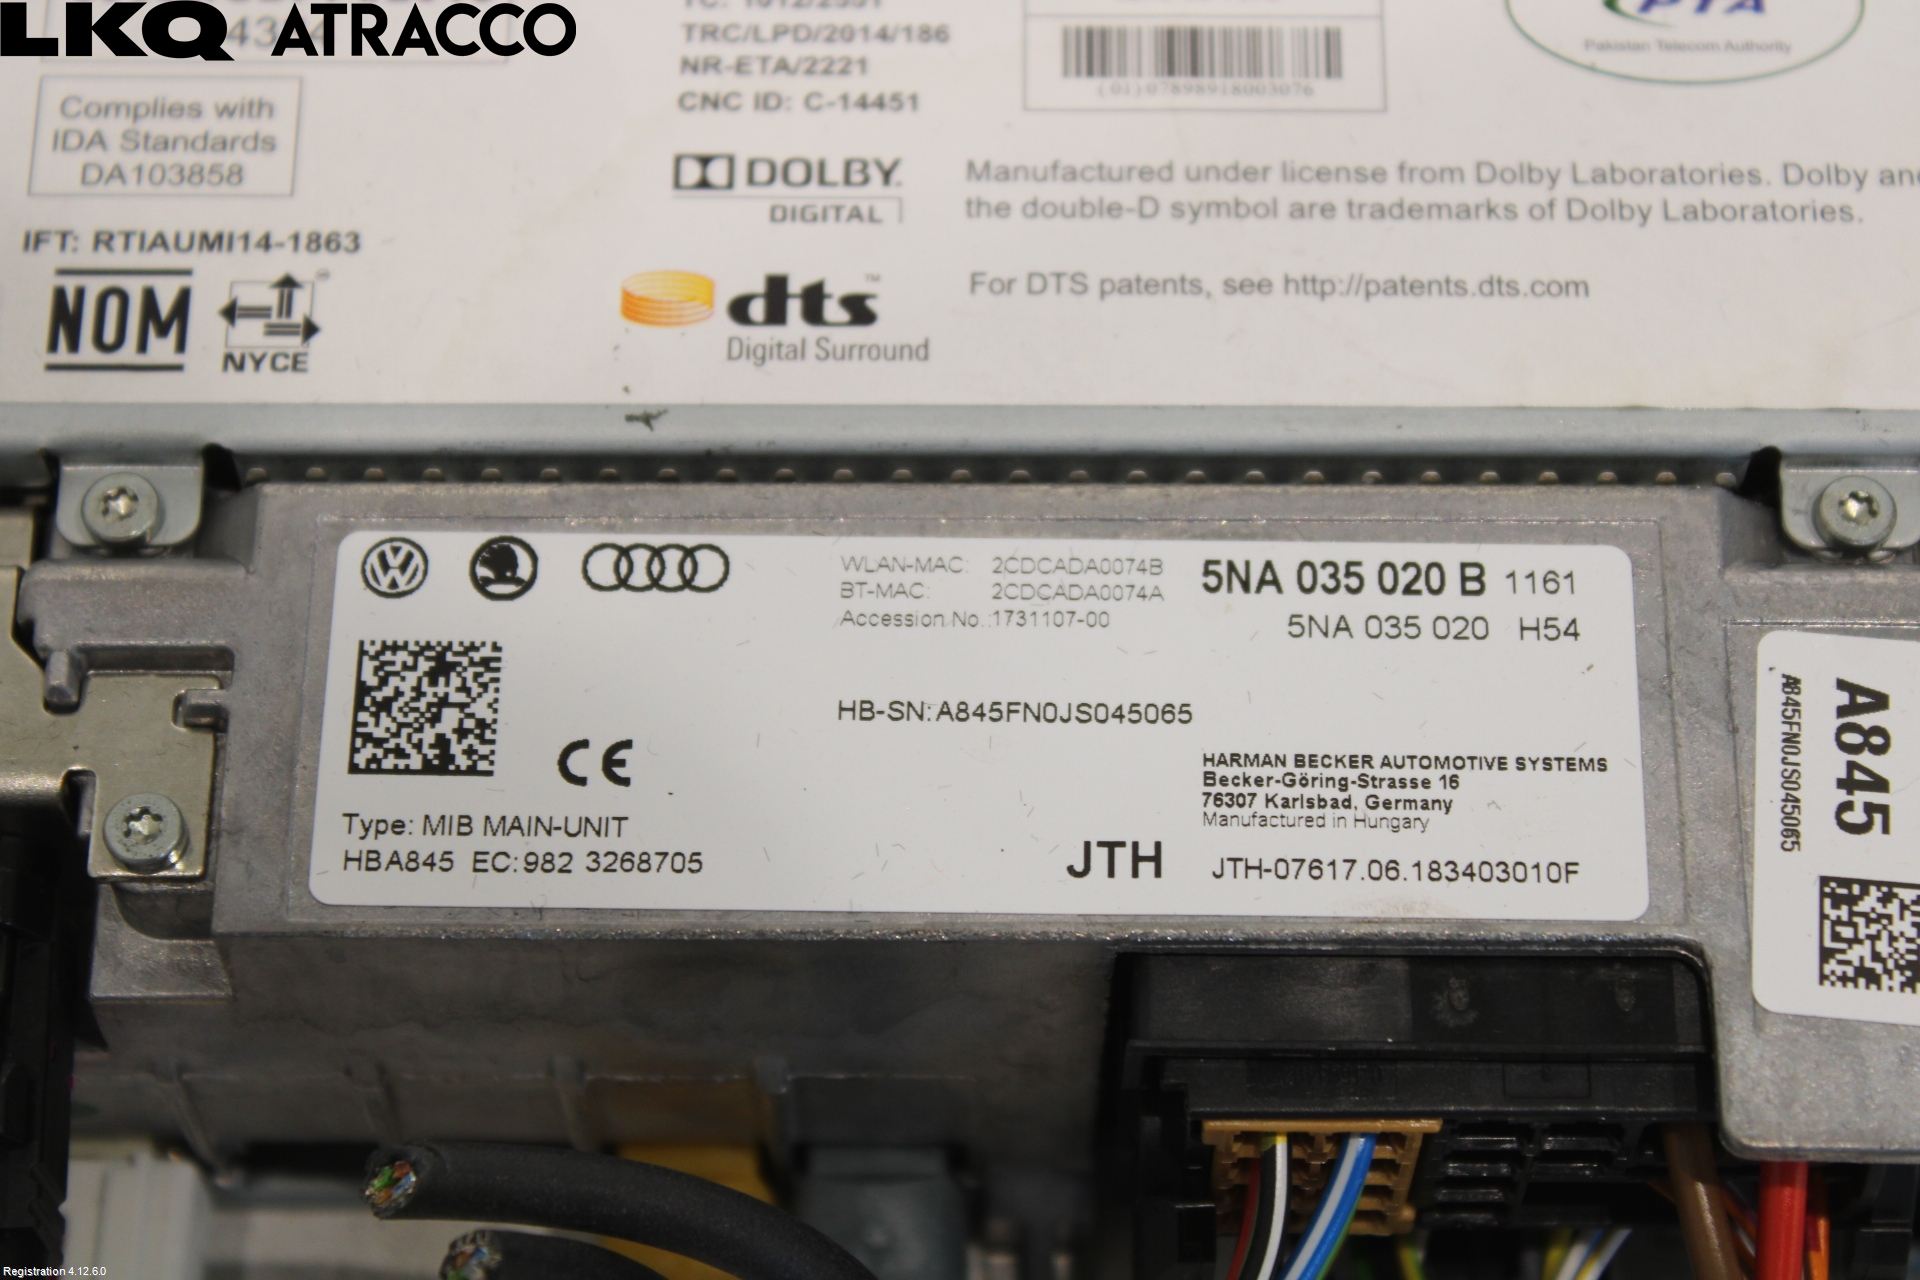 LKQ ATRACCO
Complies with
IDA Standards
DA103858
IFT: RTIAUMI14-1863
NOM
NYCE
TRC/LPD/2014/186
NR-ETA/2221
CNC ID: C-14451
(01)07898918003076
PTA
Pakistan Telecom Authority
DOLBY
DIGITAL
Manufactured under license from Dolby Laboratories. Dolby and
the double-D symbol are trademarks of Dolby Laboratories.
dts™
Digital Surround
For DTS patents, see http://patents.dts.com
WLAN-MAC: 2CDCADA0074B
BT-MAC: 2CDCADA0074A
Accession No.:1731107-00
5NA 035 020 B 1161
5NA 035 020 H54
HB-SN: A845FN0JS045065
CE
HARMAN BECKER AUTOMOTIVE SYSTEMS
Becker-Göring-Strasse 16
76307 Karlsbad, Germany
Manufactured in Hungary
Type: MIB MAIN-UNIT
HBA845 EC: 982 3268705
JTH
JTH-07617.06.183403010F
A845
A845FN0JS045065
Registration 4.12.6.0